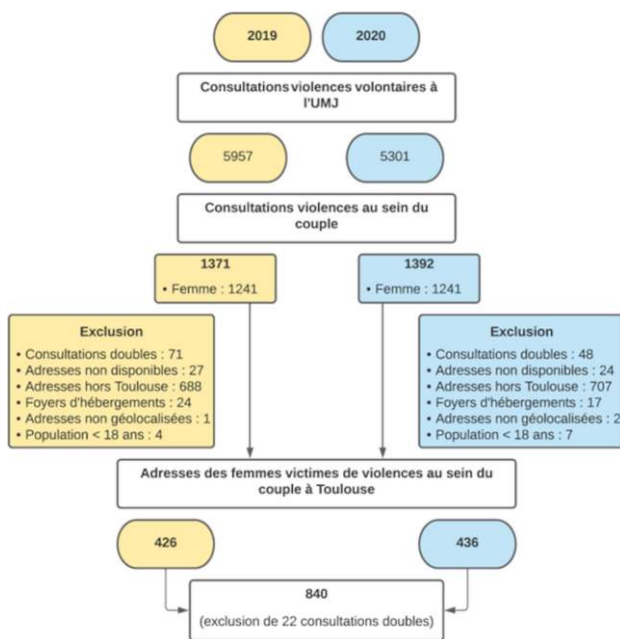 2019
2020
Consultations violences volontaires à
l'UMJ
5957
5301
Consultations violences au sein du
couple
1371
• Femme : 1241
1392
• Femme : 1241
Exclusion
• Consultations doubles : 71
• Adresses non disponibles : 27
• Adresses hors Toulouse : 688
• Foyers d'hébergements : 24
• Adresses non géolocalisées : 1
• Population < 18 ans : 4
Exclusion
• Consultations doubles : 48
• Adresses non disponibles : 24
• Adresses hors Toulouse : 707
• Foyers d'hébergements : 17
• Adresses non géolocalisées : 2
• Population < 18 ans : 7
Adresses des femmes victimes de violences au sein du
couple à Toulouse
426
436
840
(exclusion de 22 consultations doubles)